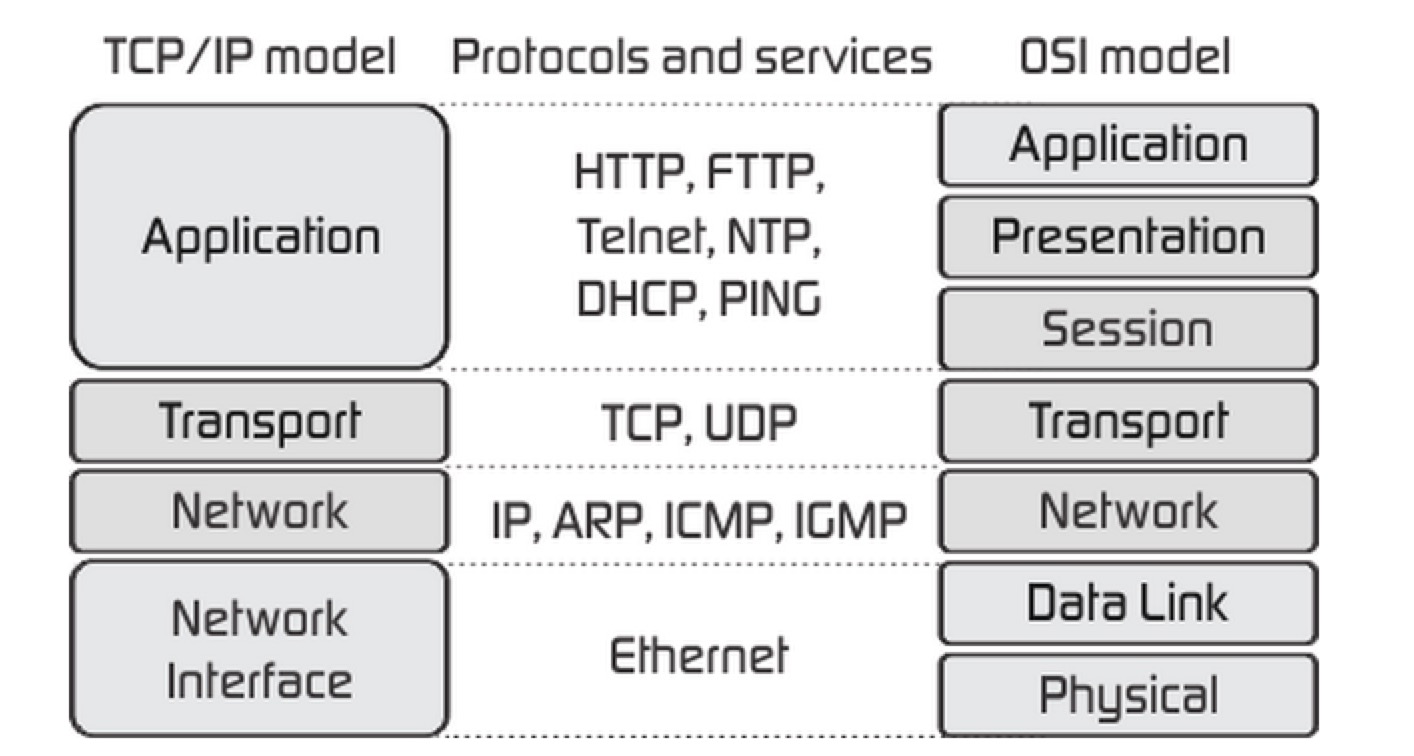 TCP/IP model
Protocols and services
OSI model
Application
HTTP, FTTP,
Telnet, NTP,
DHCP, PING
Application
Presentation
Session
Transport
TCP, UDP
Transport
Network
IP, ARP, ICMP, IGMP
Network
Network
Interface
Ethernet
Data Link
Physical